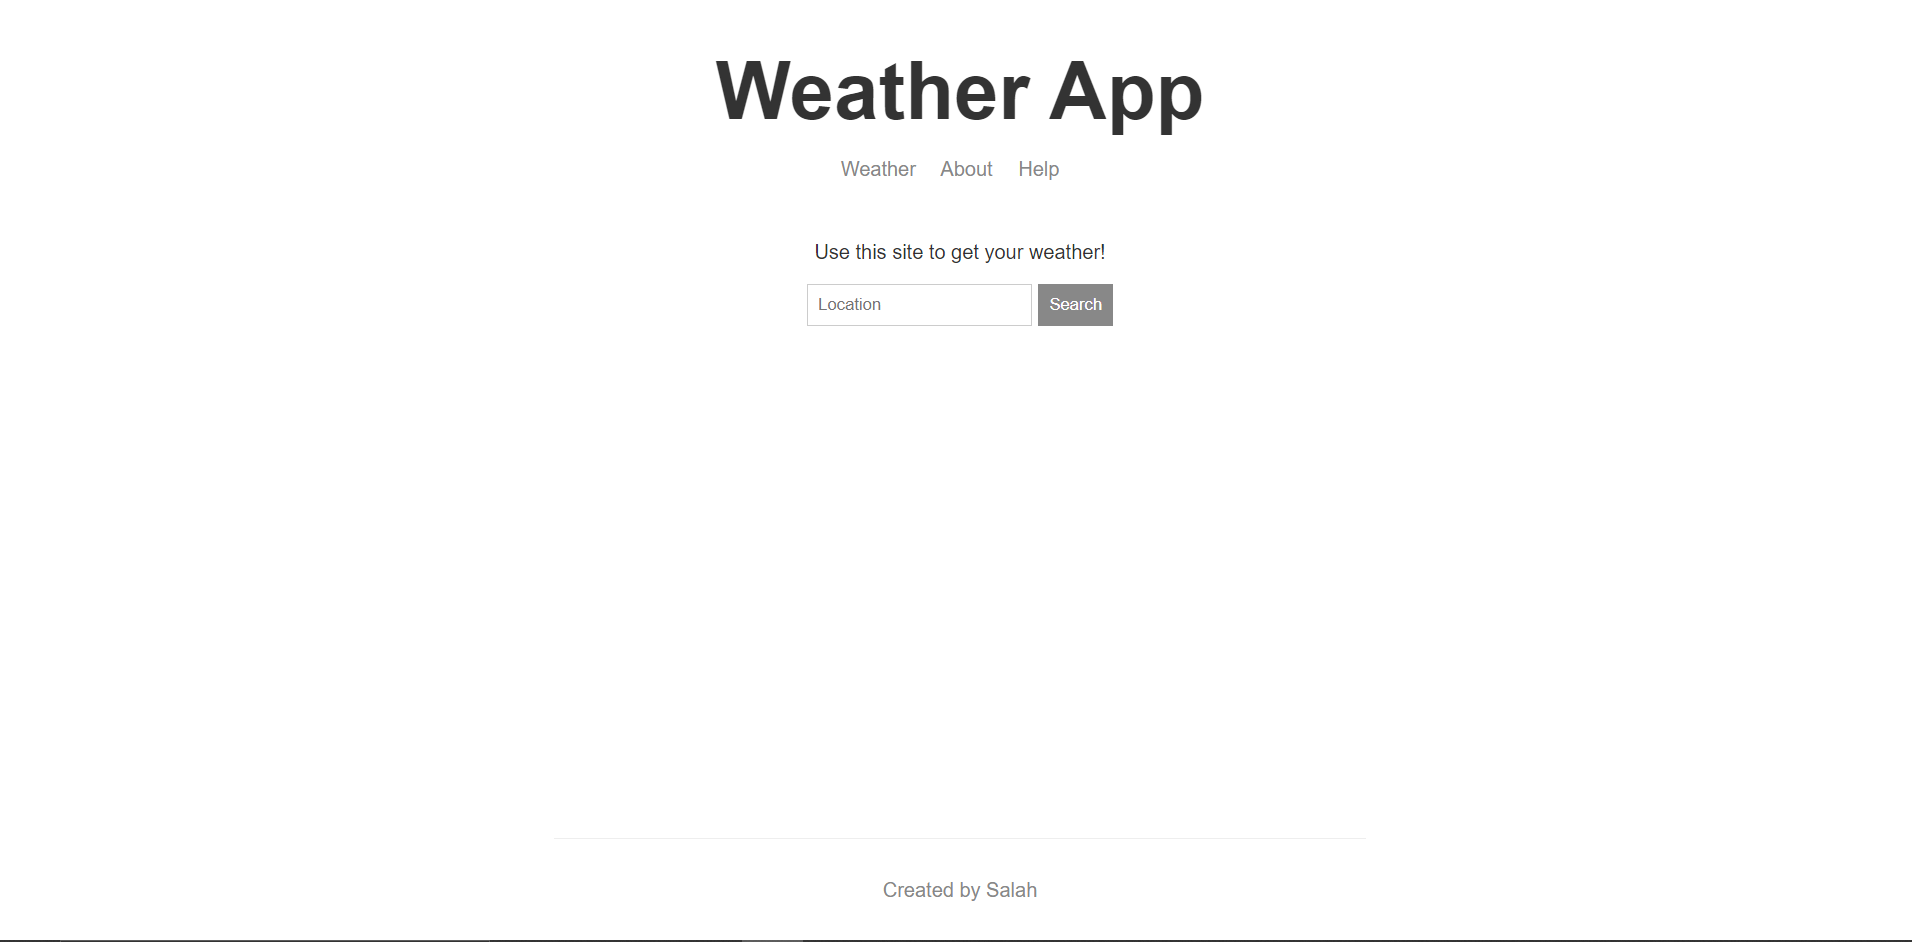 Weather App
Weather About Help
Use this site to get your weather!
Location Search
Created by Salah